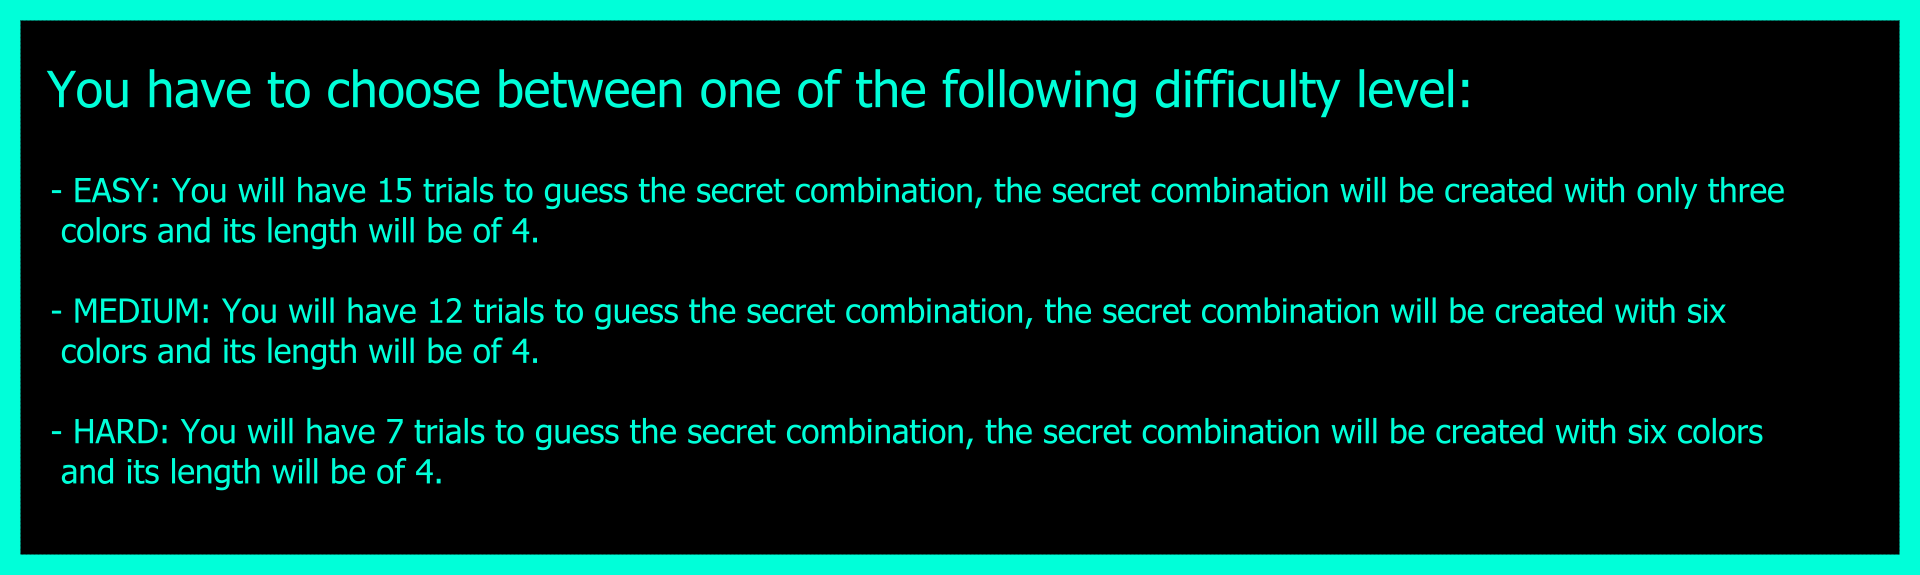 You have to choose between one of the following difficulty level:
- EASY: You will have 15 trials to guess the secret combination, the secret combination will be created with only three
colors and its length will be of 4.
- MEDIUM: You will have 12 trials to guess the secret combination, the secret combination will be created with six
colors and its length will be of 4.
- HARD: You will have 7 trials to guess the secret combination, the secret combination will be created with six colors
and its length will be of 4.